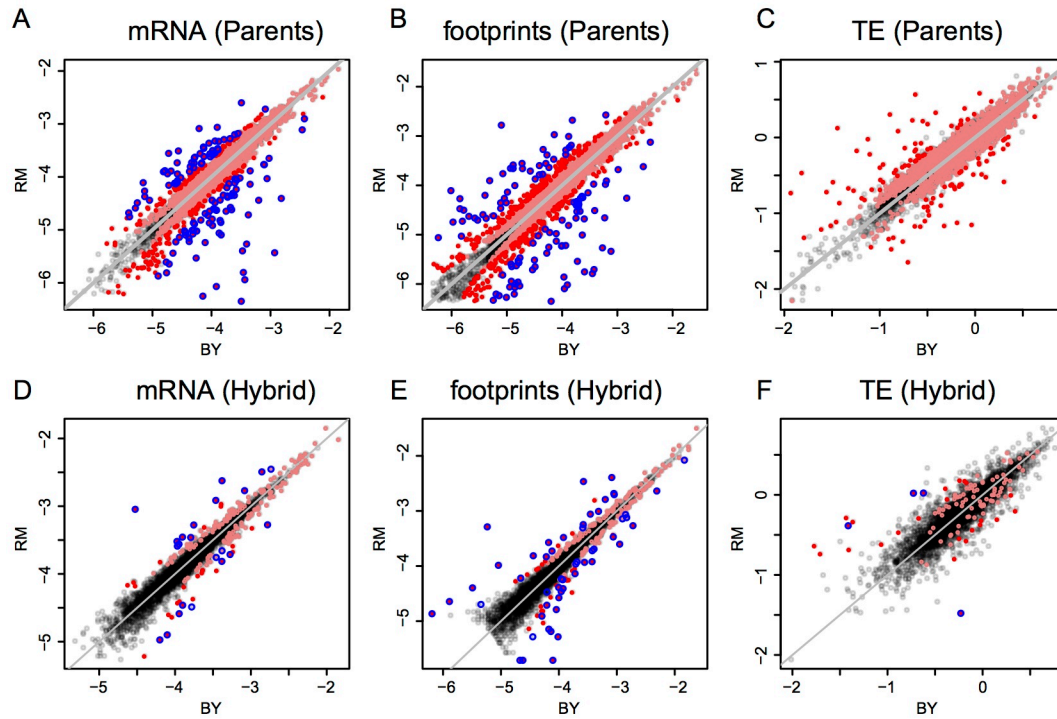 A mRNA (Parents)
−2
−3
−4
−5
−6
RM
−6 −5 −4 −3 −2
BY
B footprints (Parents)
−2
−3
−4
−5
−6
RM
−6 −5 −4 −3 −2
BY
C TE (Parents)
1
0
−1
−2
RM
−2 −1 0
BY
D mRNA (Hybrid)
−2
−3
−4
−5
RM
−5 −4 −3 −2
BY
E footprints (Hybrid)
−2
−3
−4
−5
RM
−6 −5 −4 −3 −2
BY
F TE (Hybrid)
0
−1
−2
RM
−2 −1 0
BY